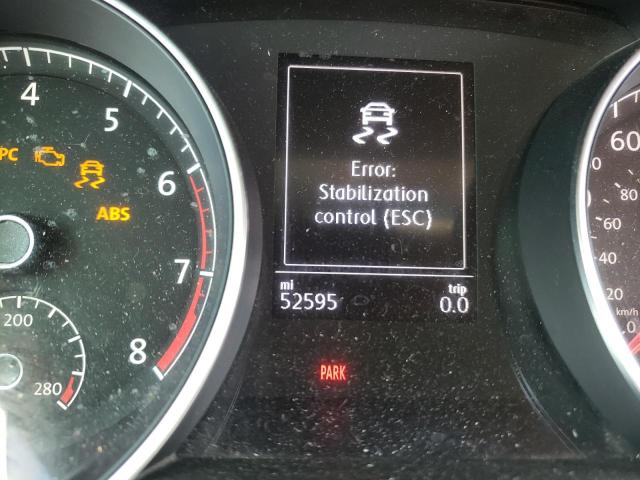 4
5
6
7
8
PC
ABS
200
280
Error:
Stabilization
control (ESC)
mi
trip
52595
0.0
PARK
60
80
60
40
20
km/h
0